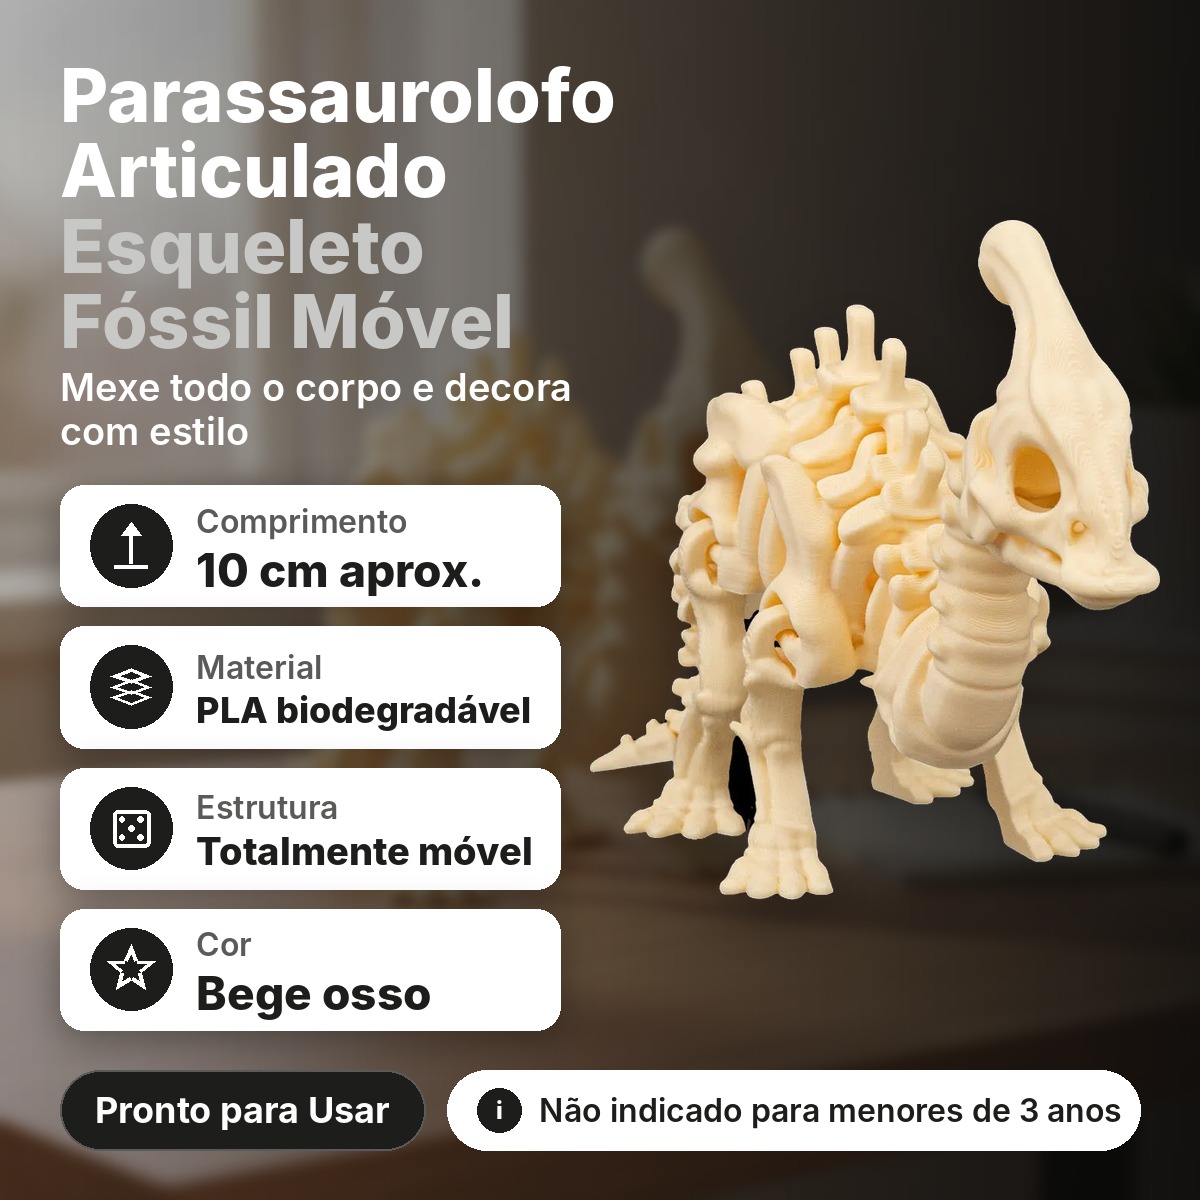 Parassaurolofo
Articulado
Esqueleto
Fóssil Móvel
Mexe todo o corpo e decora
com estilo
Comprimento
10 cm aprox.
Material
PLA biodegradável
Estrutura
Totalmente móvel
Cor
Bege osso
Pronto para Usar
i Não indicado para menores de 3 anos